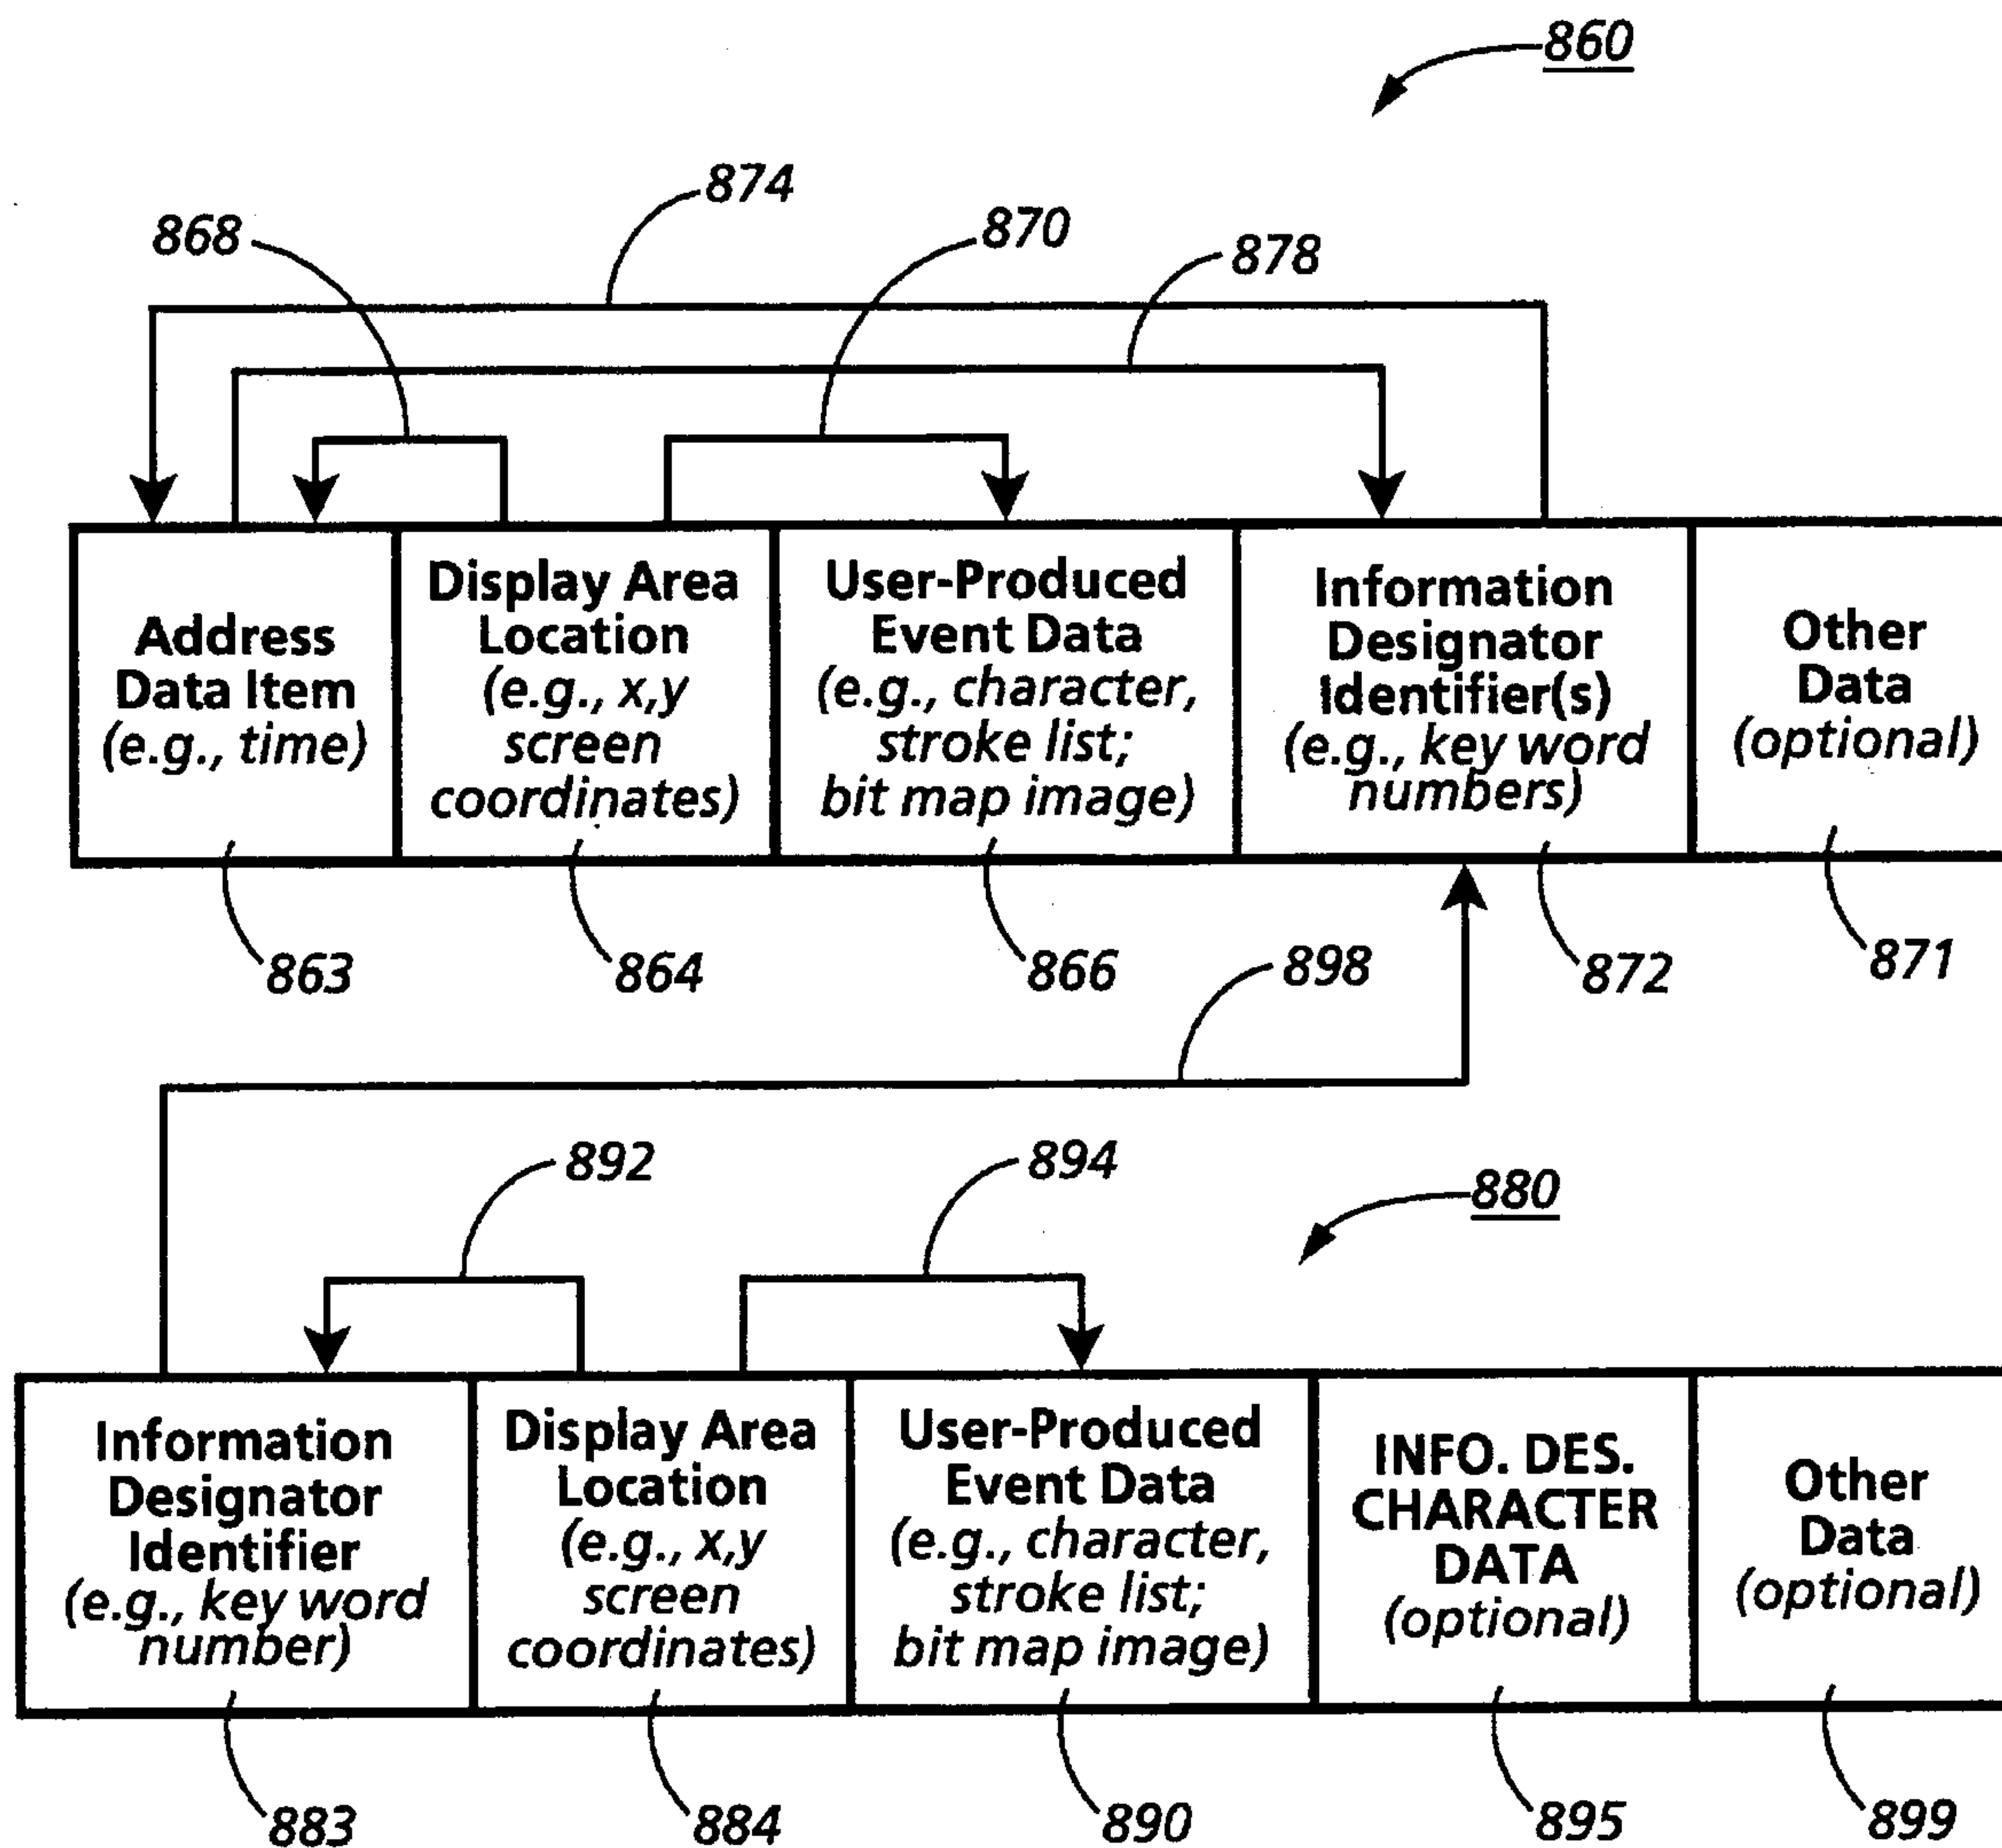 860
874
868
870
878
Address
Data Item
(e.g., time)
Display Area
Location
(e.g., x,y
screen
coordinates)
User-Produced
Event Data
(e.g., character,
stroke list;
bit map image)
Information
Designator
Identifier(s)
(e.g., key word
numbers)
Other
Data
(optional)
863
864
866
872
871
898
892
894
880
Information
Designator
Identifier
(e.g., key word
number)
Display Area
Location
(e.g., x,y
screen
coordinates)
User-Produced
Event Data
(e.g., character,
stroke list;
bit map image)
INFO. DES.
CHARACTER
DATA
(optional)
Other
Data
(optional)
883
884
890
895
899